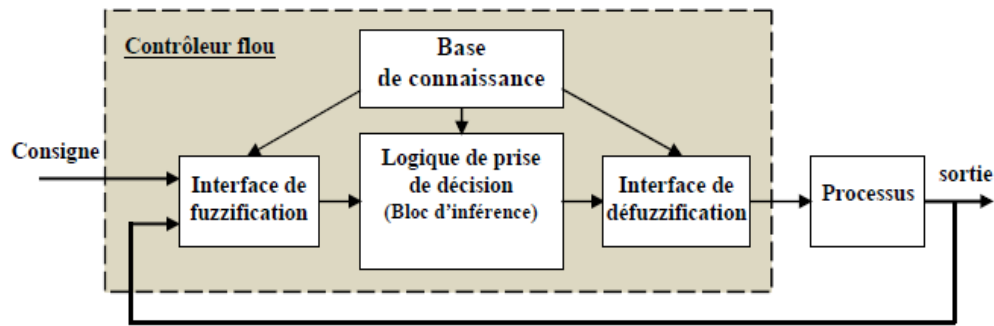 Contrôleur flou
Base
de connaissance
Consigne
Interface de
fuzzification
Logique de prise
de décision
(Bloc d'inférence)
Interface de
défuzzification
Processus
sortie